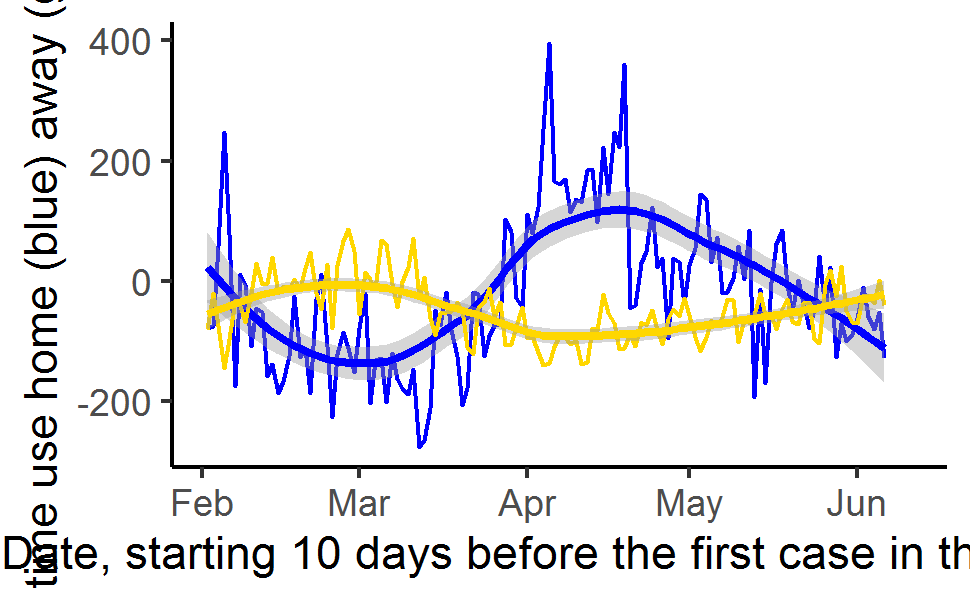 time use home (blue) away (
400
200
0
-200
Feb Mar Apr May Jun
Date, starting 10 days before the first case in th